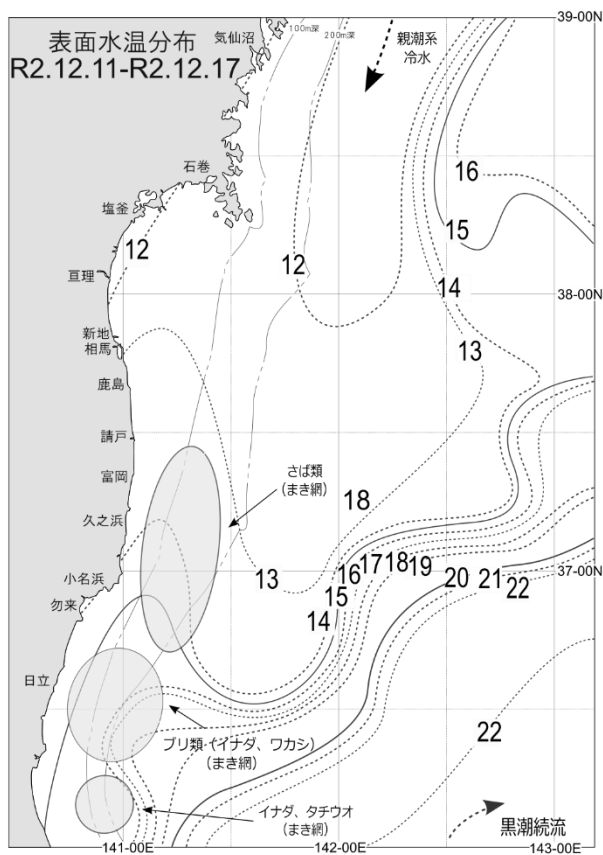 表面水温分布
R2.12.11-R2.12.17
気仙沼
100m深
200m深
親潮系
冷水
39-00N
石巻
塩釜
亘理
新地
相馬
鹿島
請戸
富岡
久之浜
小名浜
勿来
日立
12
12
16
15
14
13
38-00N
さば類
(まき網)
18
13
14
15
16
17
18
19
20
21
22
37-00N
ブリ類(イナダ、ワカシ)
(まき網)
22
イナダ、タチウオ
(まき網)
黒潮続流
141-00E
142-00E
143-00E